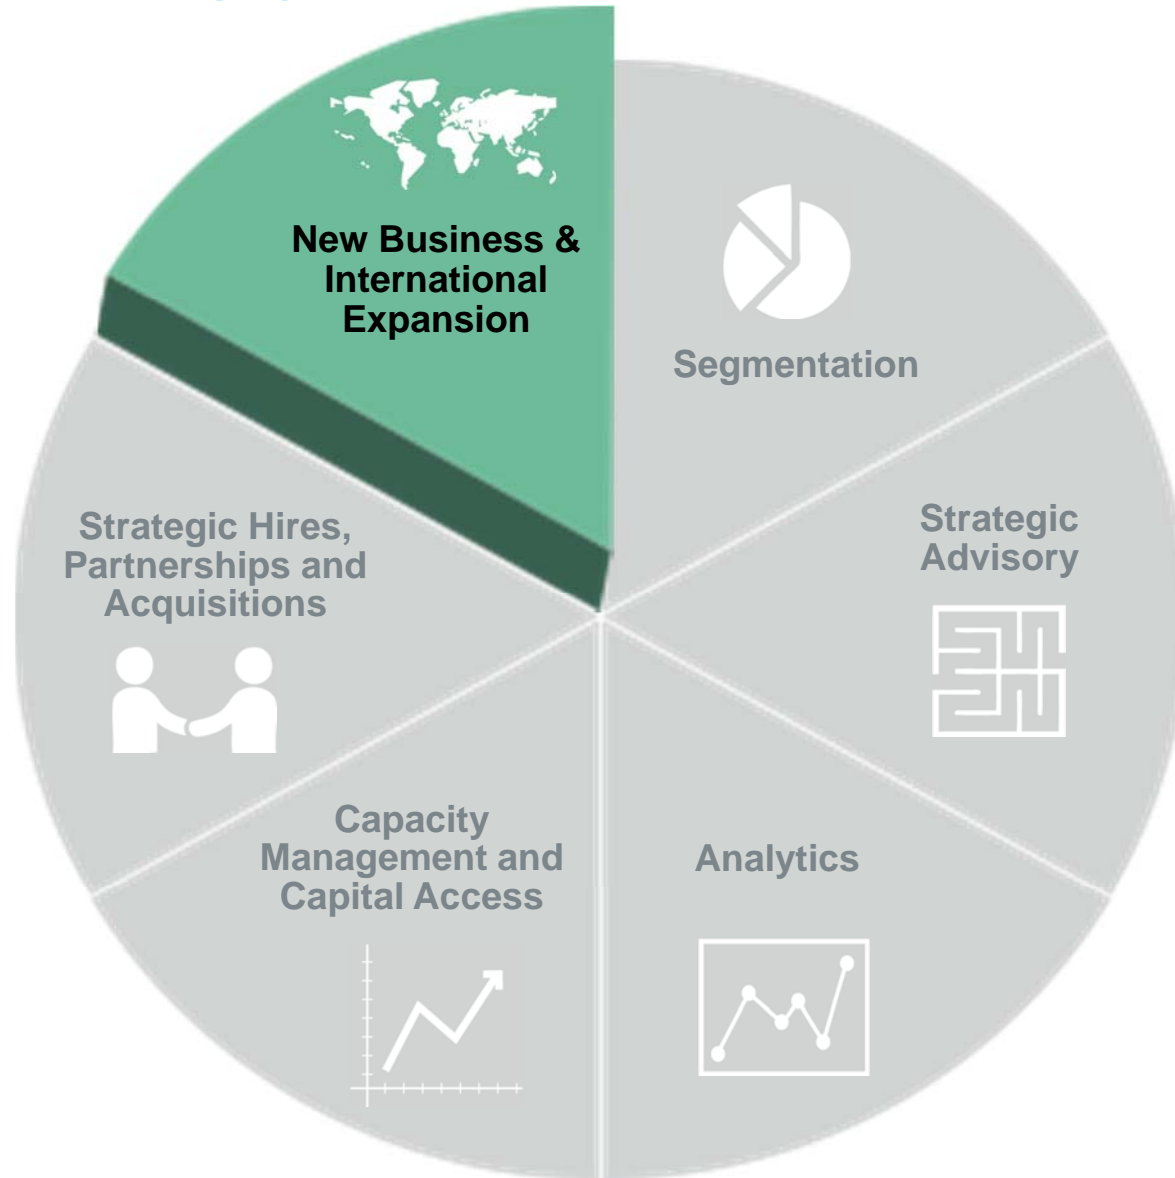 New Business &
International
Expansion
Segmentation
Strategic Hires,
Partnerships and
Acquisitions
Strategic
Advisory
Capacity
Management and
Capital Access
Analytics